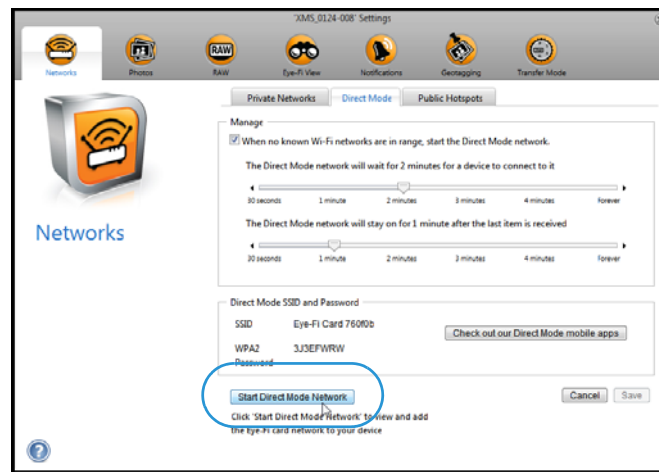 'XMS_0124-008' Settings
Networks Photos RAW Eye-Fi View Notifications Geotagging Transfer Mode
RAW
Private Networks Direct Mode Public Hotspots
Manage
When no known Wi-Fi networks are in range, start the Direct Mode network.
The Direct Mode network will wait for 2 minutes for a device to connect to it
30 seconds 1 minute 2 minutes 3 minutes 4 minutes Forever
Networks
The Direct Mode network will stay on for 1 minute after the last item is received
30 seconds 1 minute 2 minutes 3 minutes 4 minutes Forever
Direct Mode SSID and Password
SSID Eye-Fi Card 760f0b
Check out our Direct Mode mobile apps
WPA2 3J3EFWRW
Password
Start Direct Mode Network Cancel Save
Click 'Start Direct Mode Network' to view and add
the Eye-Fi card network to your device
?